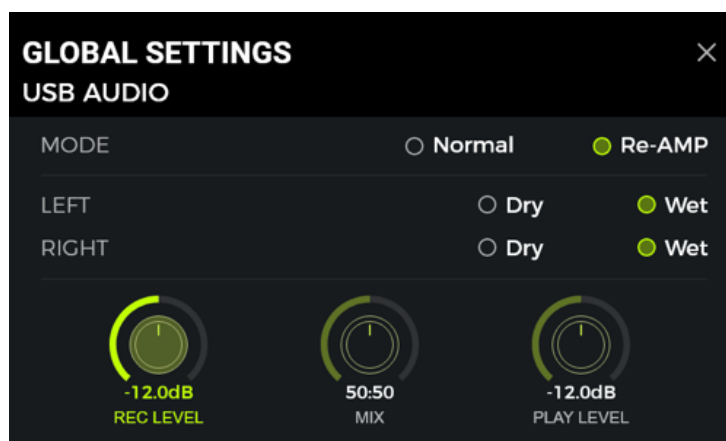 GLOBAL SETTINGS
USB AUDIO
MODE Normal Re-AMP
LEFT Dry Wet
RIGHT Dry Wet
-12.0dB 50:50 -12.0dB
REC LEVEL MIX PLAY LEVEL